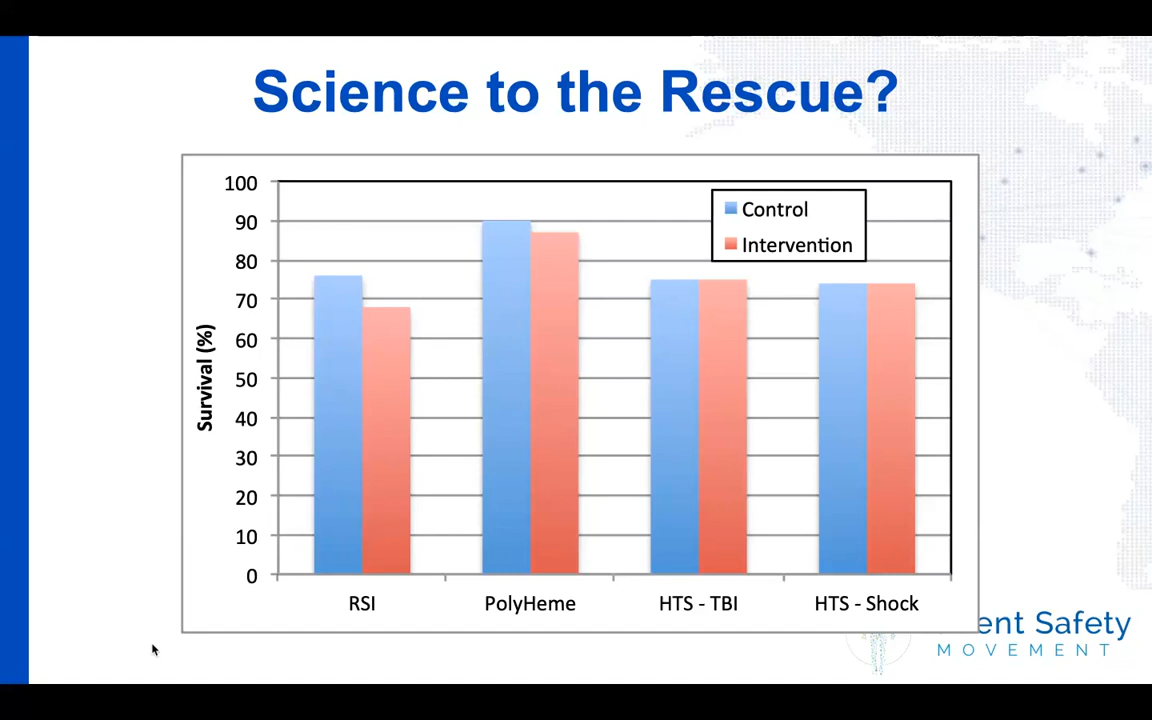 Science to the Rescue?
100
90
80
70
60
50
40
30
20
10
0
Survival (%)
Control
Intervention
RSI
PolyHeme
HTS - TBI
HTS - Shock
Safety
MOVEMENT